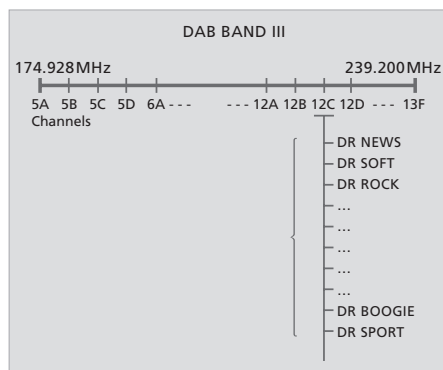 DAB BAND III
174.928MHz 239.200MHz
5A 5B 5C 5D 6A - - - - - - 12A 12B 12C 12D - - - 13F
Channels
DR NEWS
DR SOFT
DR ROCK
...
...
...
...
...
DR BOOGIE
DR SPORT